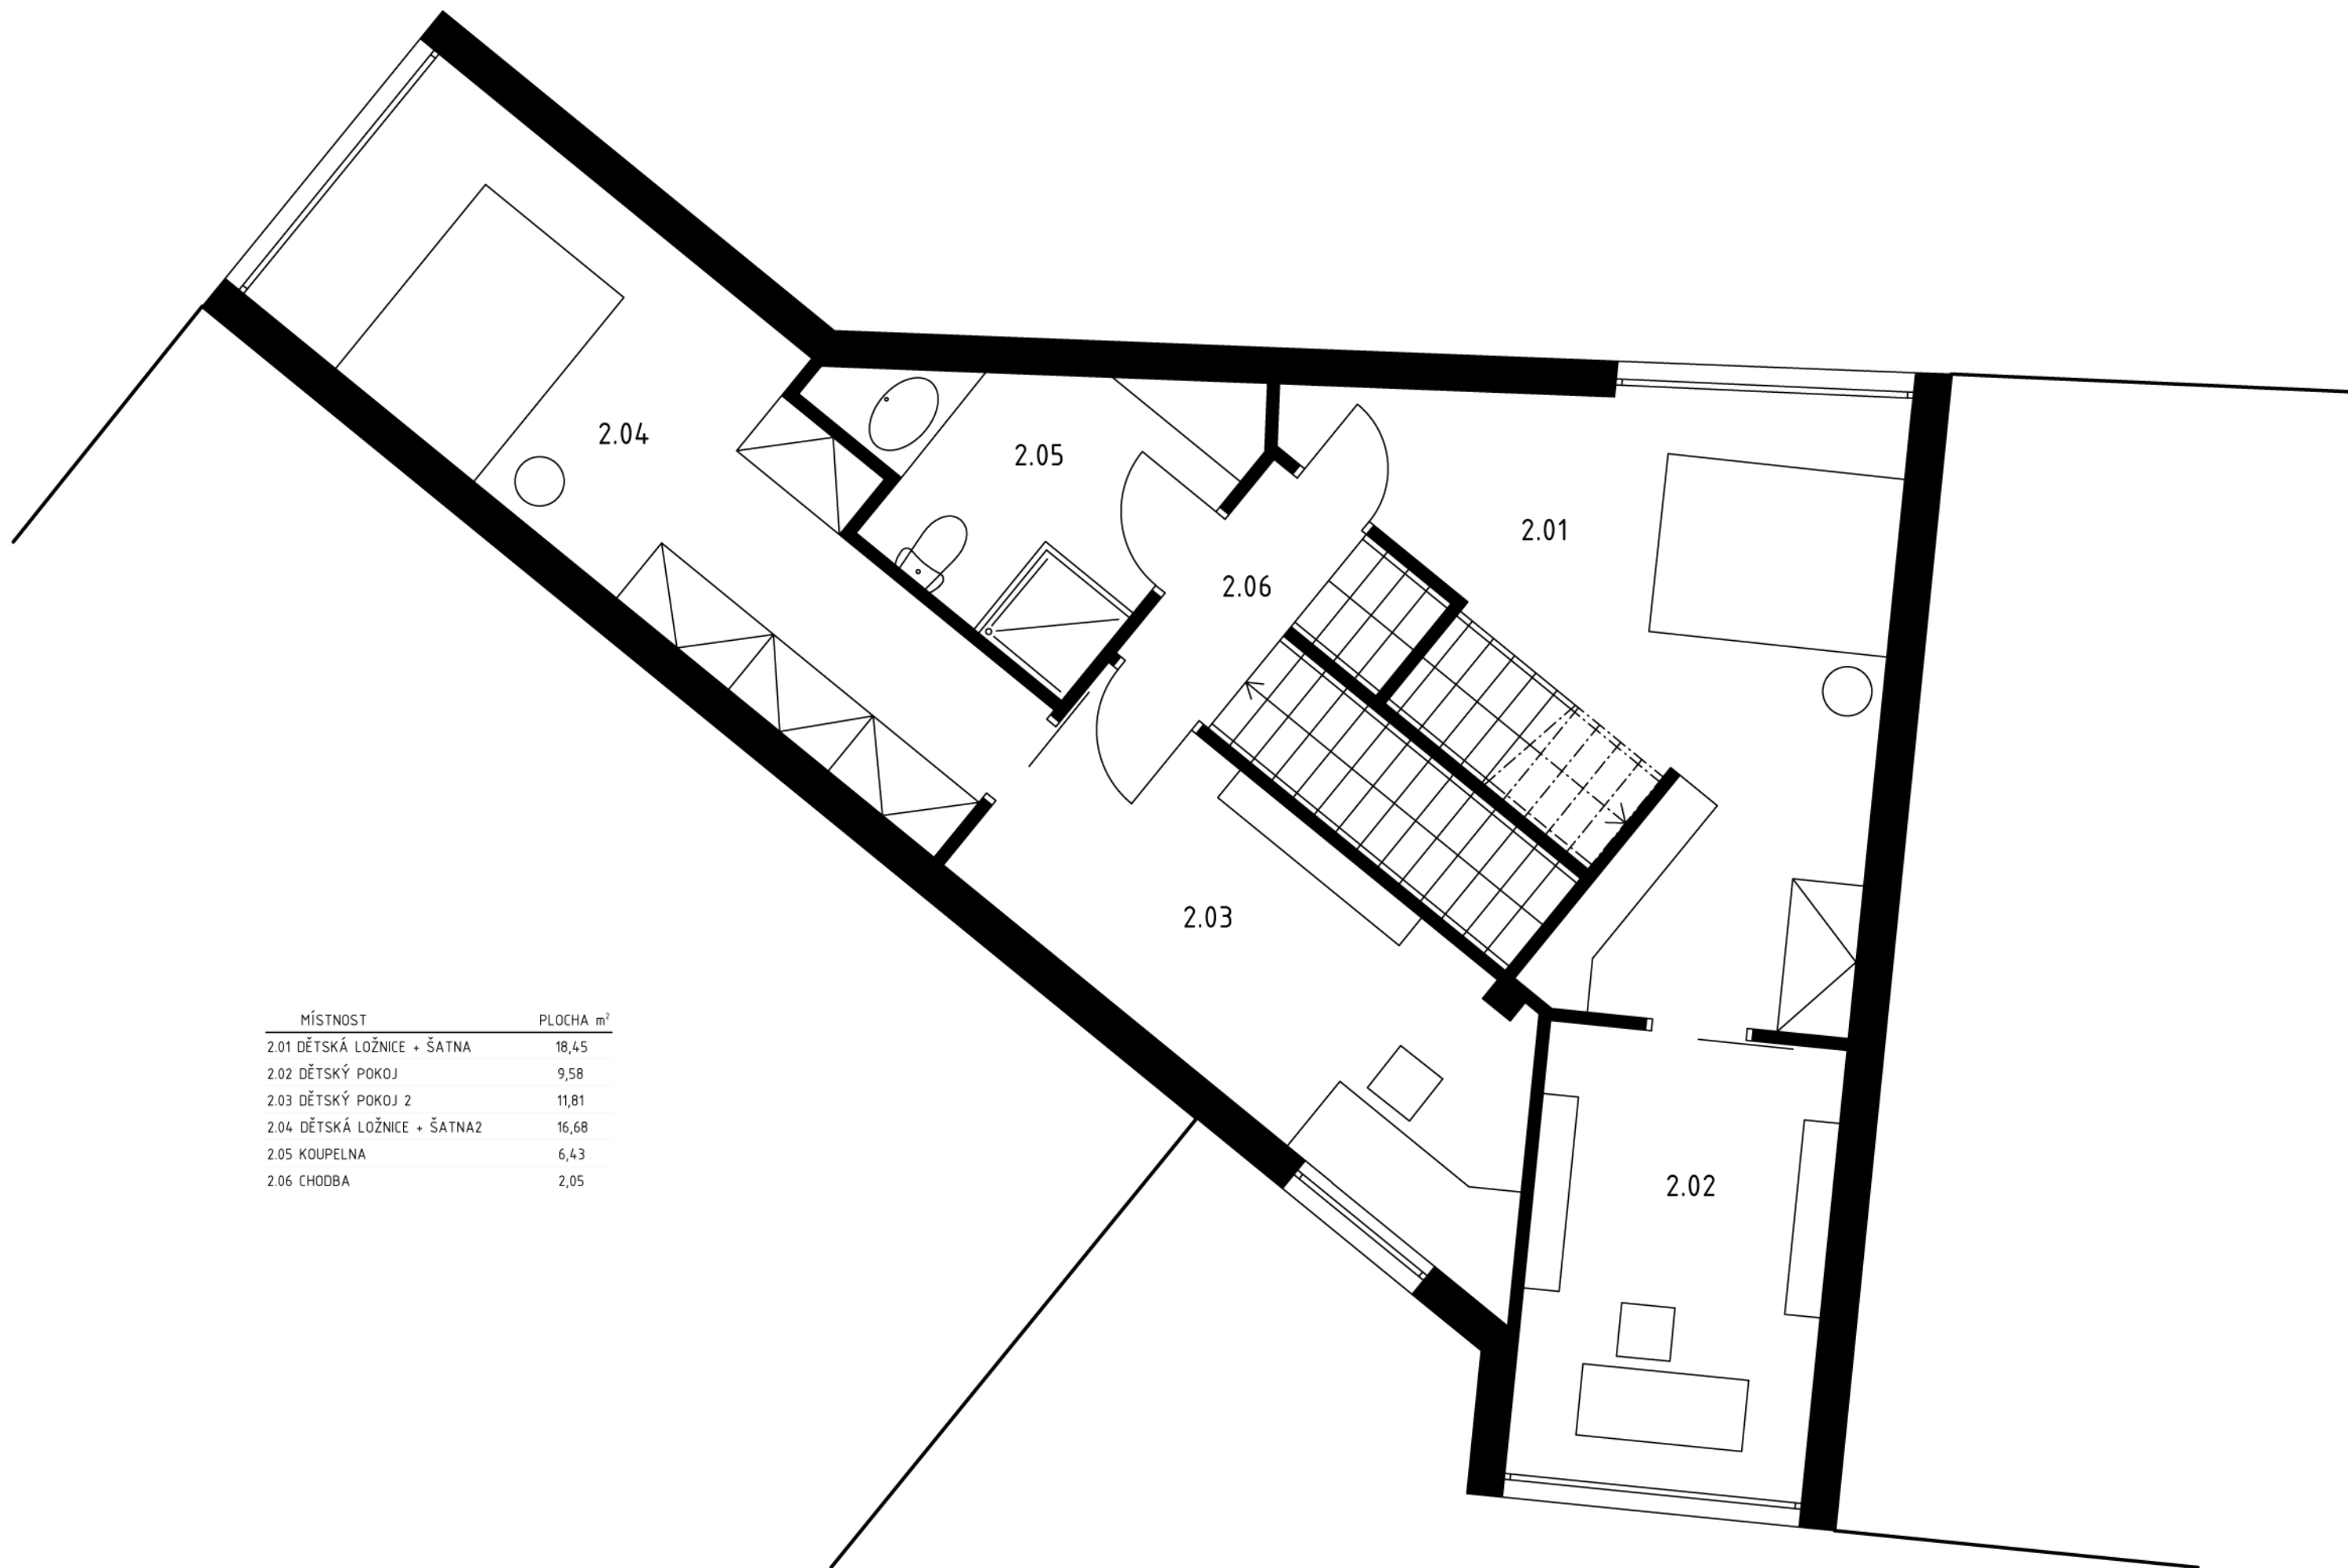 2.04
2.05
2.01
2.06
2.03
2.02
MÍSTNOST PLOCHA m²
2.01 DĚTSKÁ LOŽNICE + ŠATNA 18,45
2.02 DĚTSKÝ POKOJ 9,58
2.03 DĚTSKÝ POKOJ 2 11,81
2.04 DĚTSKÁ LOŽNICE + ŠATNA2 16,68
2.05 KOUPELNA 6,43
2.06 CHODBA 2,05